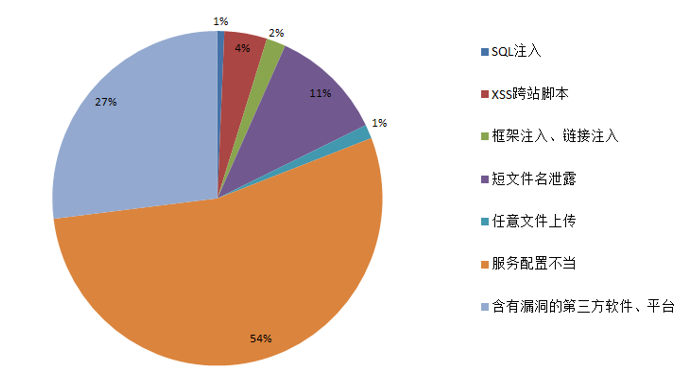 1%
4%
2%
11%
1%
54%
27%
SQL注入
XSS跨站脚本
框架注入、链接注入
短文件名泄露
任意文件上传
服务配置不当
含有漏洞的第三方软件、平台